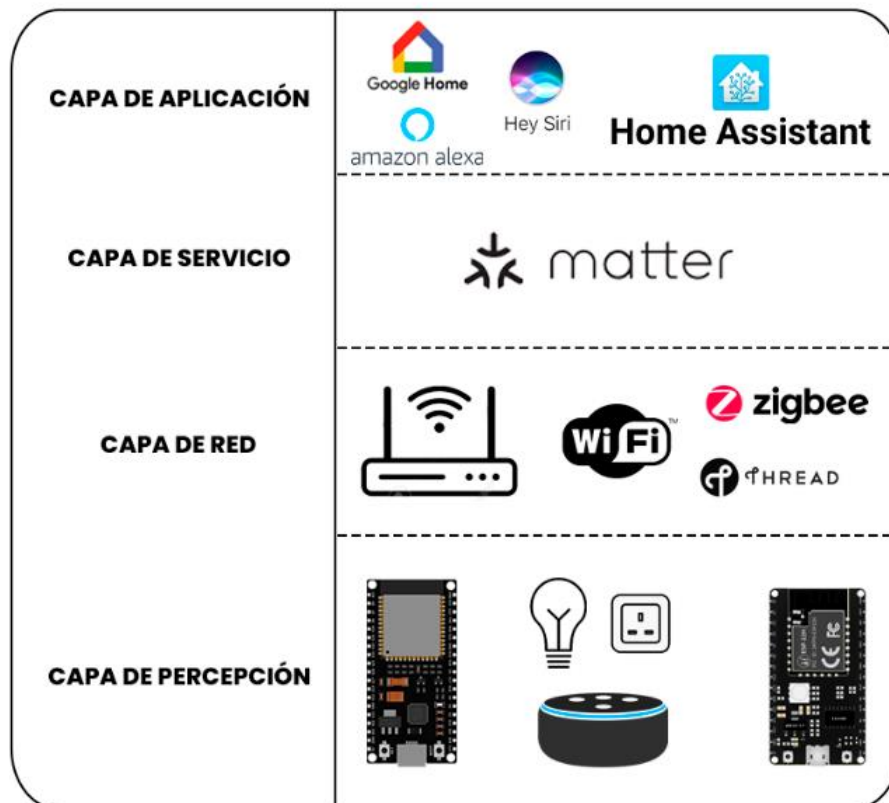 CAPA DE APLICACIÓN
Google Home
Hey Siri
amazon alexa
Home Assistant
CAPA DE SERVICIO
matter
CAPA DE RED
WiFi™
zigbee
THREAD
CAPA DE PERCEPCIÓN